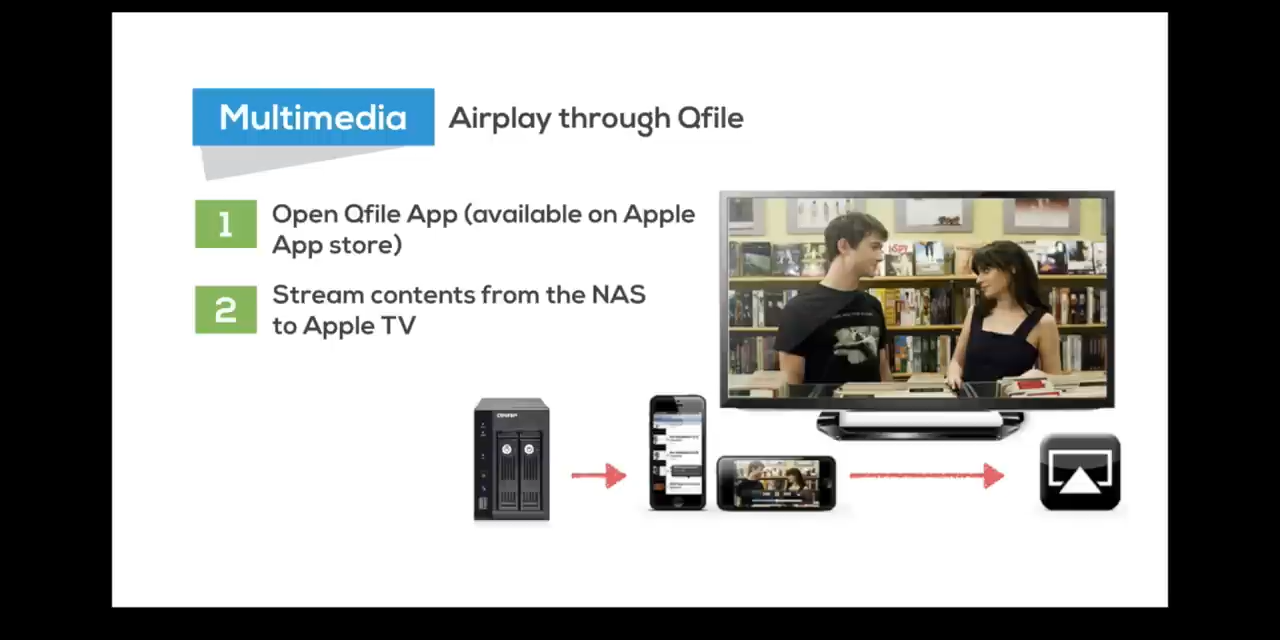 Multimedia
Airplay through Qfile
1
Open Qfile App (available on Apple
App store)
2
Stream contents from the NAS
to Apple TV
QNAP